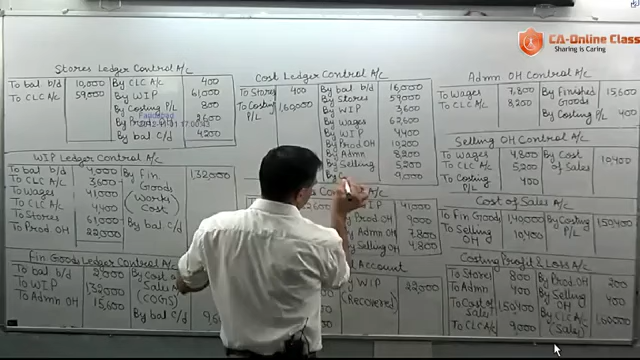 CA-Online Class
Sharing is Caring
Stores Ledger Control A/c
To bal b/d 10,000 By CLC A/c 400
To CLC A/c 59,000 By WIP 61,000
By Costing P/L 800
2,600
By bal c/d 4,200
WIP Ledger Control A/c
To bal b/d 4,000 By Fin. 1,32,000
To CLC A/c 3,600 Goods
To Wages 41,000 (Works
To CLC A/c 4,400 Cost)
To Stores 61,000 By bal c/d
To Prod OH 22,000
Fin Goods Ledger Control A/c
To bal b/d By Cost o
To WIP 1,32,000 Sale
To Admn OH 15,600 (COGS)
By bal c/d
Cost Ledger Control A/c
To Stores 400 By bal b/d 16,000
To Costing 1,60,000 By Stores 59,000
P/L By WIP 3,600
By Wages 62,600
By WIP 4,400
By Prod OH 10,200
By Admn 8,200
By Selling 5,200
9,000
A/c
WIP 41,000
Prod OH 9,000
By Admn OH 7,800
By Selling OH 4,800
Account
WIP 22,000
(Recovered)
Admn OH Control A/c
To Wages 7,800 By Finished 15,600
To CLC A/c 8,200 Goods
By Costing P/L 400
Selling OH Control A/c
To Wages 4,800 By Cost 10,400
To CLC A/c 5,200 of Sales
To Costing 400
P/L
Cost of Sales A/c
To Fin Goods 1,40,000 By Costing 1,50,400
To Selling 10,400 P/L
OH
Costing Profit & Loss A/c
To Stores 800 By Prod. OH 200
To Admn 400 By Selling 400
To Cost of 1,50,400 OH
Sales By CLC A/c 1,60,000
To CLC A/c 9,000 (Sales)